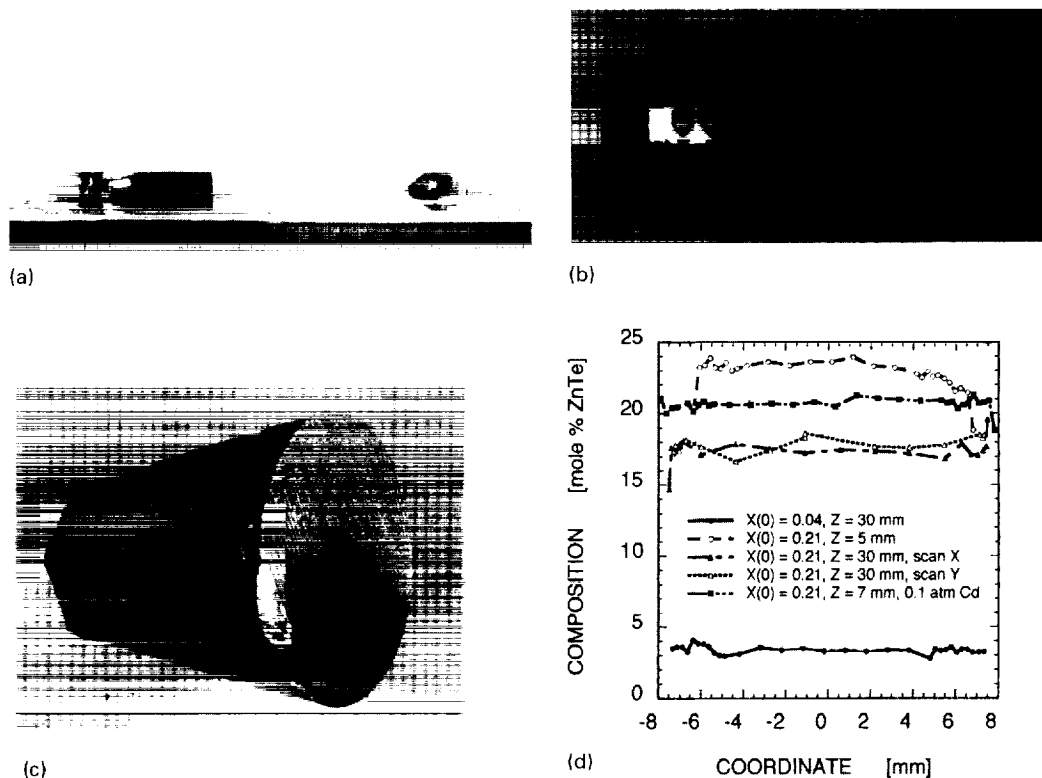 (a)
(b)
(c)
(d)
COMPOSITION [mole % ZnTe]
25
20
15
10
5
0
X(0) = 0.04, Z = 30 mm
X(0) = 0.21, Z = 5 mm
X(0) = 0.21, Z = 30 mm, scan X
X(0) = 0.21, Z = 30 mm, scan Y
X(0) = 0.21, Z = 7 mm, 0.1 atm Cd
-8 -6 -4 -2 0 2 4 6 8
COORDINATE [mm]